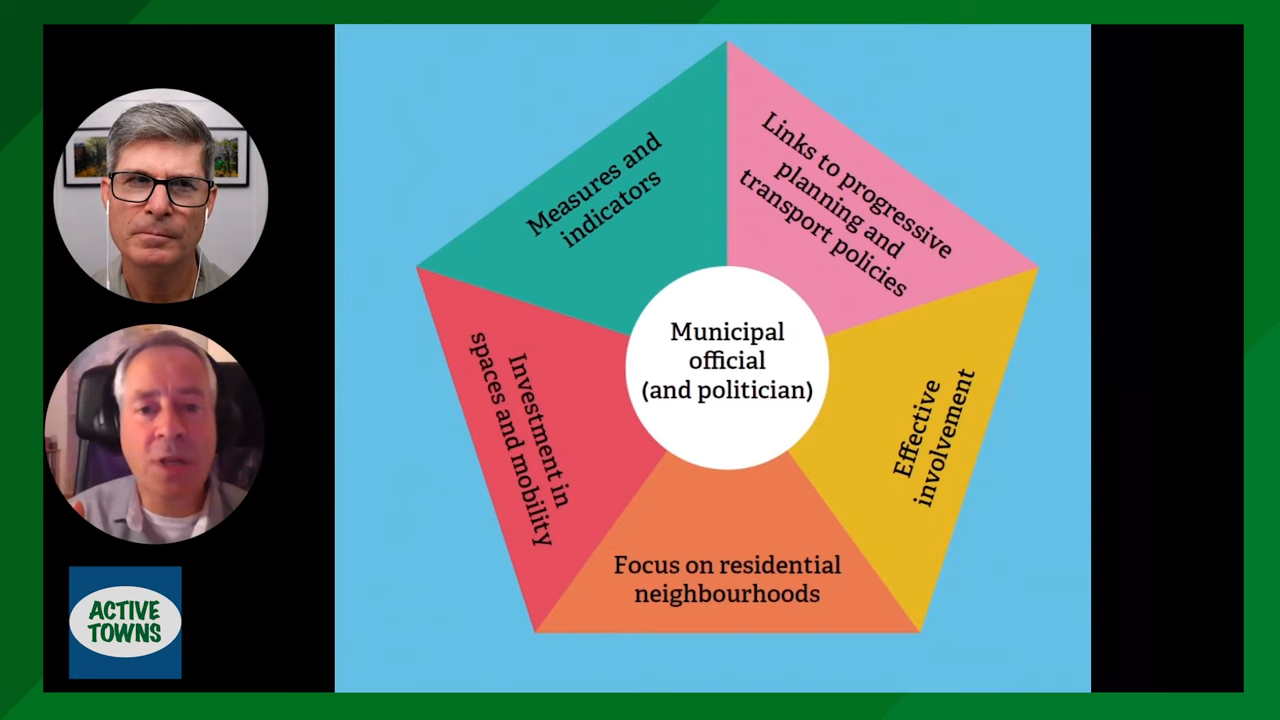 Measures and
indicators
Links to progressive
planning and
transport policies
Municipal
official
(and politician)
Investment in
spaces and mobility
Effective
involvement
Focus on residential
neighbourhoods
ACTIVE
TOWNS